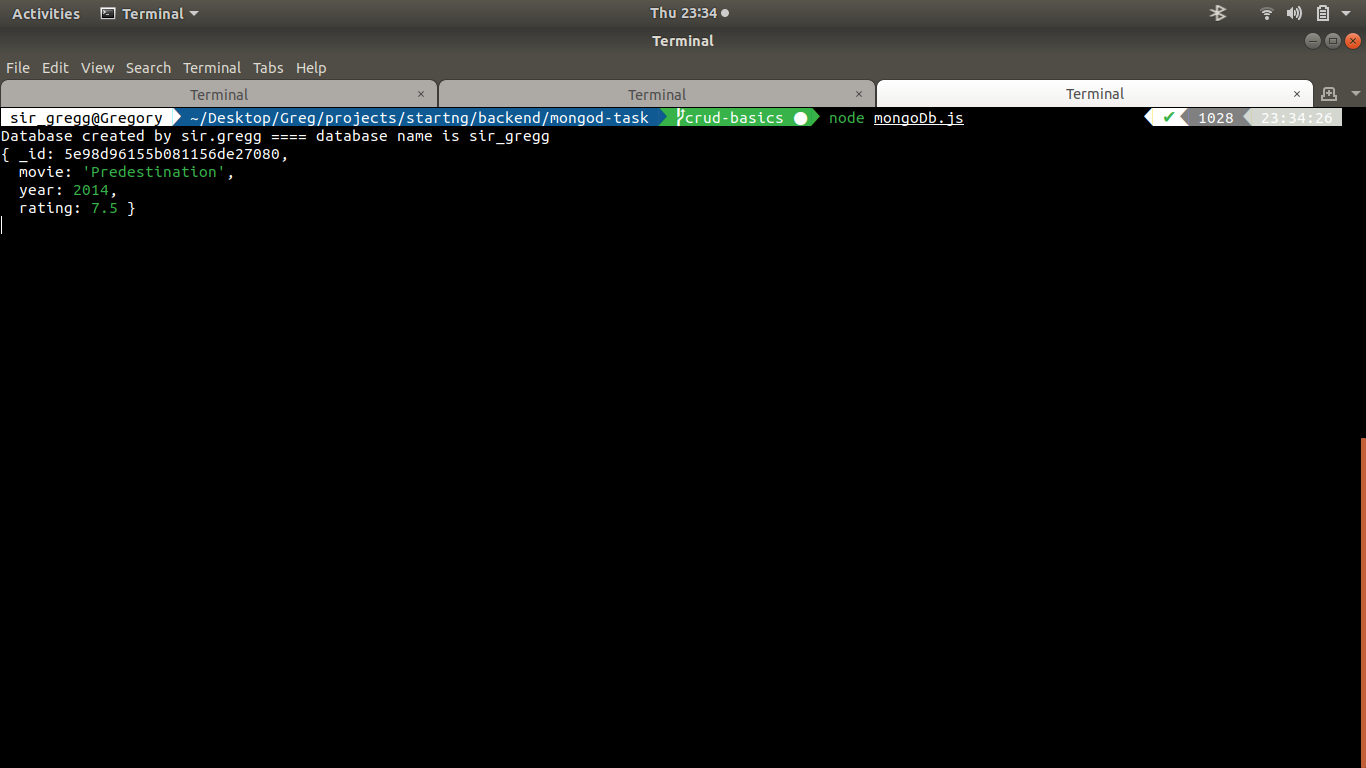 Activities Terminal Thu 23:34
Terminal
File Edit View Search Terminal Tabs Help
Terminal × Terminal × Terminal ×
sir_gregg@Gregory ~/Desktop/Greg/projects/startng/backend/mongod-task crud-basics ● node mongoDb.js ✔ 1028 23:34:26
Database created by sir.gregg ==== database name is sir_gregg
{ _id: 5e98d96155b081156de27080,
movie: 'Predestination',
year: 2014,
rating: 7.5 }